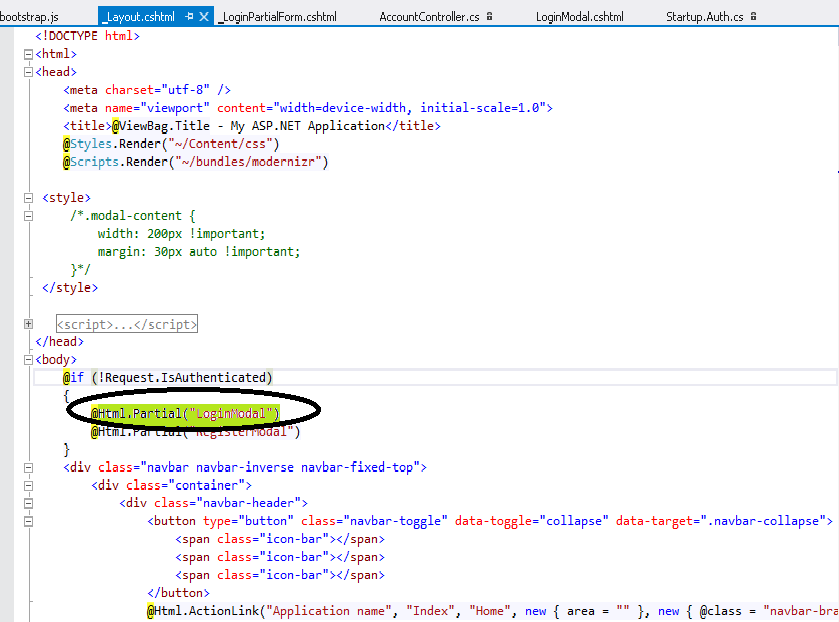 bootstrap.js _Layout.cshtml _LoginPartialForm.cshtml AccountController.cs LoginModal.cshtml Startup.Auth.cs
<!DOCTYPE html>
<html>
<head>
<meta charset="utf-8" />
<meta name="viewport" content="width=device-width, initial-scale=1.0">
<title>@ViewBag.Title - My ASP.NET Application</title>
@Styles.Render("~/Content/css")
@Scripts.Render("~/bundles/modernizr")
<style>
/*.modal-content {
width: 200px !important;
margin: 30px auto !important;
}*/
</style>
<script>...</script>
</head>
<body>
@if (!Request.IsAuthenticated)
{
@Html.Partial("LoginModal")
@Html.Partial("RegisterModal")
}
<div class="navbar navbar-inverse navbar-fixed-top">
<div class="container">
<div class="navbar-header">
<button type="button" class="navbar-toggle" data-toggle="collapse" data-target=".navbar-collapse">
<span class="icon-bar"></span>
<span class="icon-bar"></span>
<span class="icon-bar"></span>
</button>
@Html.ActionLink("Application name", "Index", "Home", new { area = "" }, new { @class = "navbar-bra